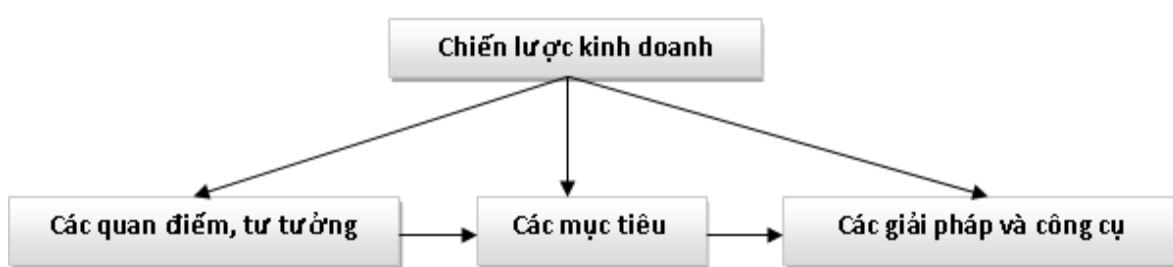 Chiến lược kinh doanh
Các quan điểm, tư tưởng
Các mục tiêu
Các giải pháp và công cụ